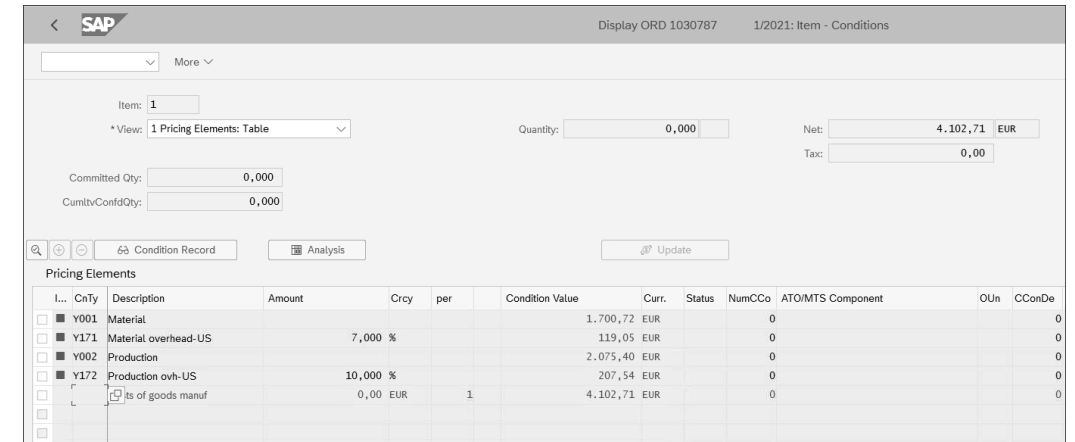 SAP Display ORD 1030787 1/2021: Item - Conditions
More
Item: 1
* View: 1 Pricing Elements: Table Quantity: 0,000 Net: 4.102,71 EUR
Tax: 0,00
Committed Qty: 0,000
CumltvConfdQty: 0,000
Condition Record Analysis Update
Pricing Elements
I... CnTy Description Amount Crcy per Condition Value Curr. Status NumCCo ATO/MTS Component OUn CConDe
Y001 Material 1.700,72 EUR 0 0
Y171 Material overhead-US 7,000 % 119,05 EUR 0 0
Y002 Production 2.075,40 EUR 0 0
Y172 Production ovh-US 10,000 % 207,54 EUR 0 0
ts of goods manuf 0,00 EUR 1 4.102,71 EUR 0 0